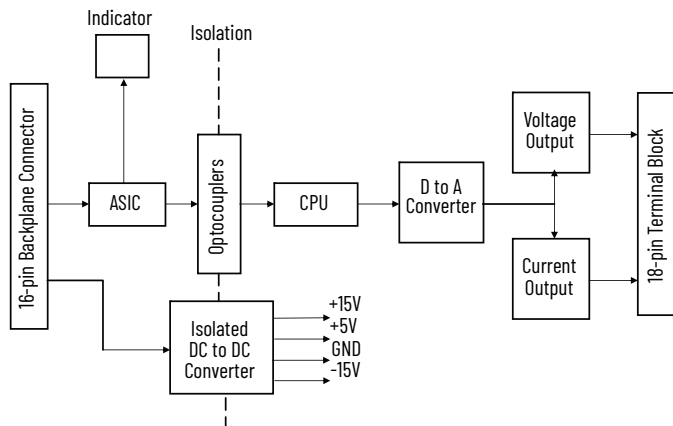 Indicator
Isolation
16-pin Backplane Connector
ASIC
Optocouplers
CPU
D to A
Converter
Voltage
Output
Current
Output
18-pin Terminal Block
Isolated
DC to DC
Converter
+15V
+5V
GND
-15V